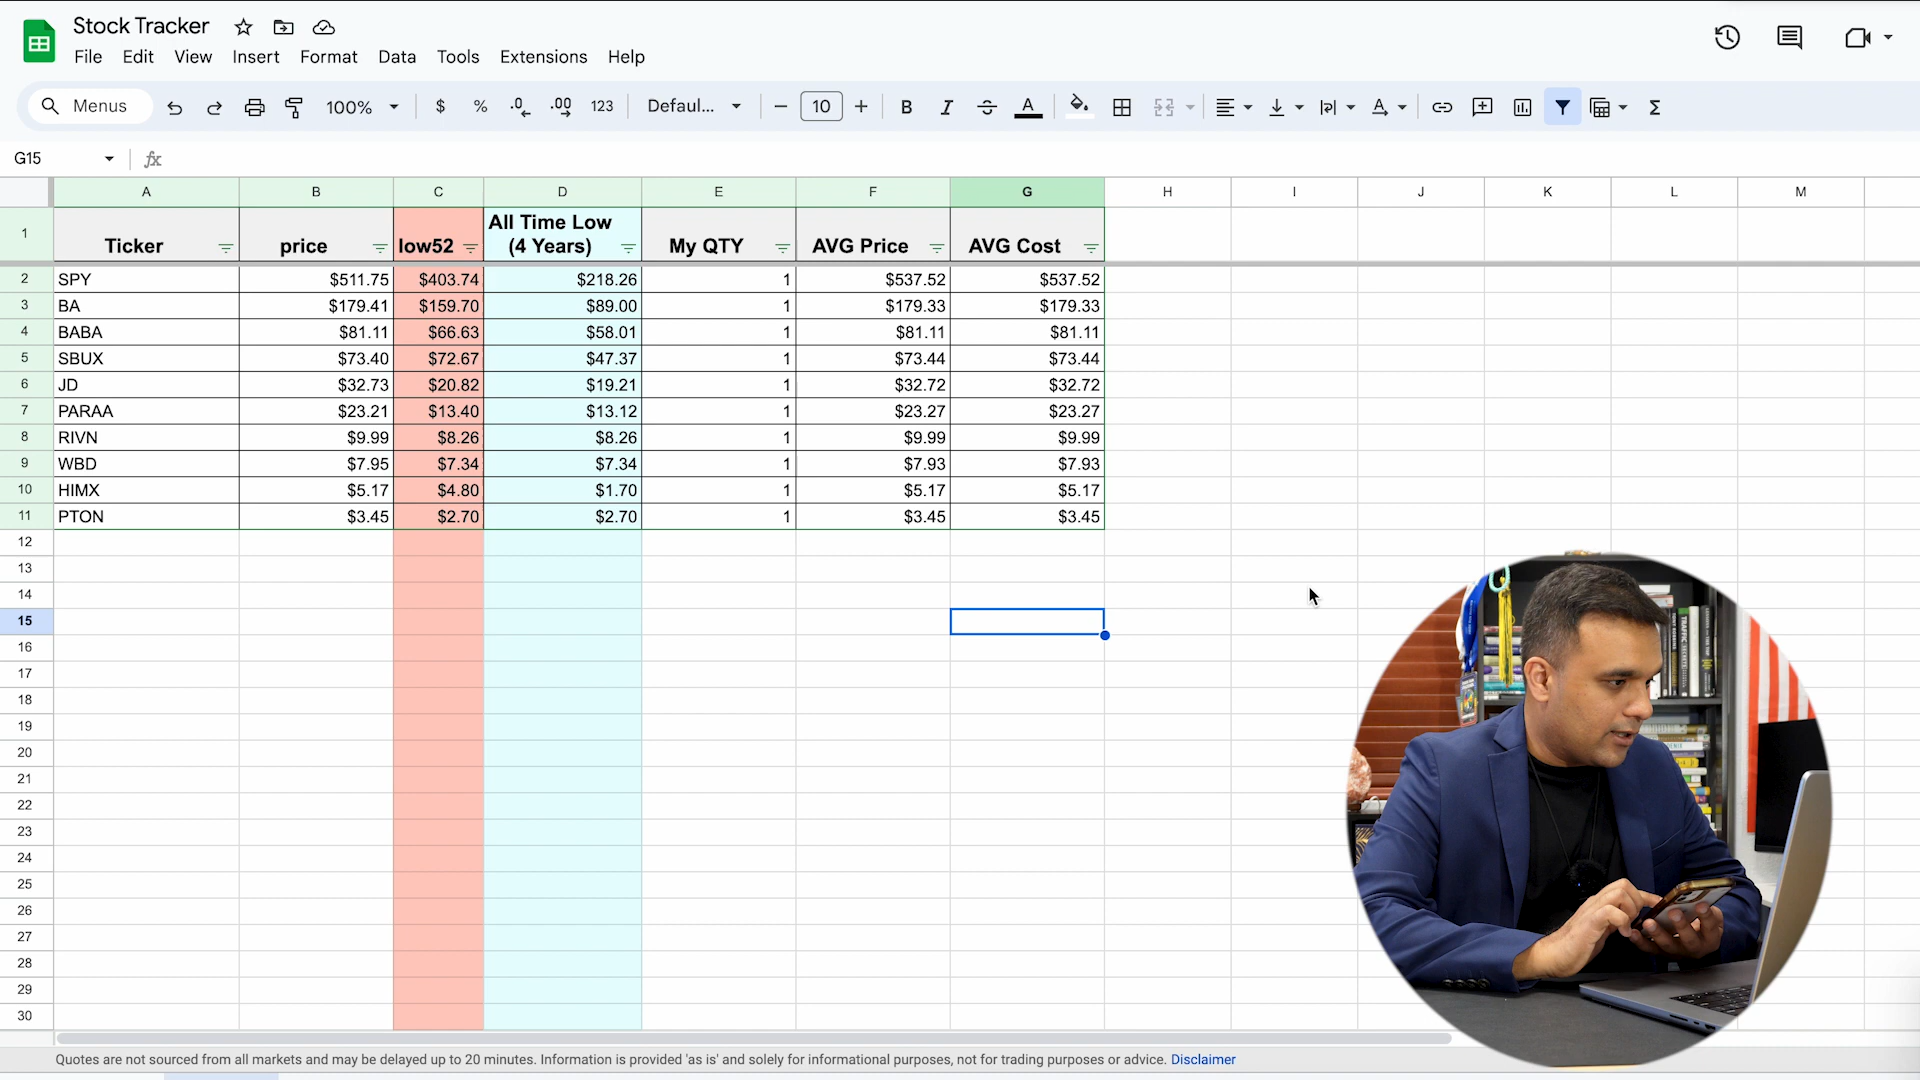 Stock Tracker
File Edit View Insert Format Data Tools Extensions Help
Menus 100% $ % .0 .00 123 Defaul... 10 B I A Σ
G15 fx
A B C D E F G H I J K L M
1 Ticker price low52 All Time Low (4 Years) My QTY AVG Price AVG Cost
2 SPY $511.75 $403.74 $218.26 1 $537.52 $537.52
3 BA $179.41 $159.70 $89.00 1 $179.33 $179.33
4 BABA $81.11 $66.63 $58.01 1 $81.11 $81.11
5 SBUX $73.40 $72.67 $47.37 1 $73.44 $73.44
6 JD $32.73 $20.82 $19.21 1 $32.72 $32.72
7 PARAA $23.21 $13.40 $13.12 1 $23.27 $23.27
8 RIVN $9.99 $8.26 $8.26 1 $9.99 $9.99
9 WBD $7.95 $7.34 $7.34 1 $7.93 $7.93
10 HIMX $5.17 $4.80 $1.70 1 $5.17 $5.17
11 PTON $3.45 $2.70 $2.70 1 $3.45 $3.45
12
13
14
15
16
17
18
19
20
21
22
23
24
25
26
27
28
29
30
TRAFFIC SECRETS
Quotes are not sourced from all markets and may be delayed up to 20 minutes. Information is provided 'as is' and solely for informational purposes, not for trading purposes or advice. Disclaimer